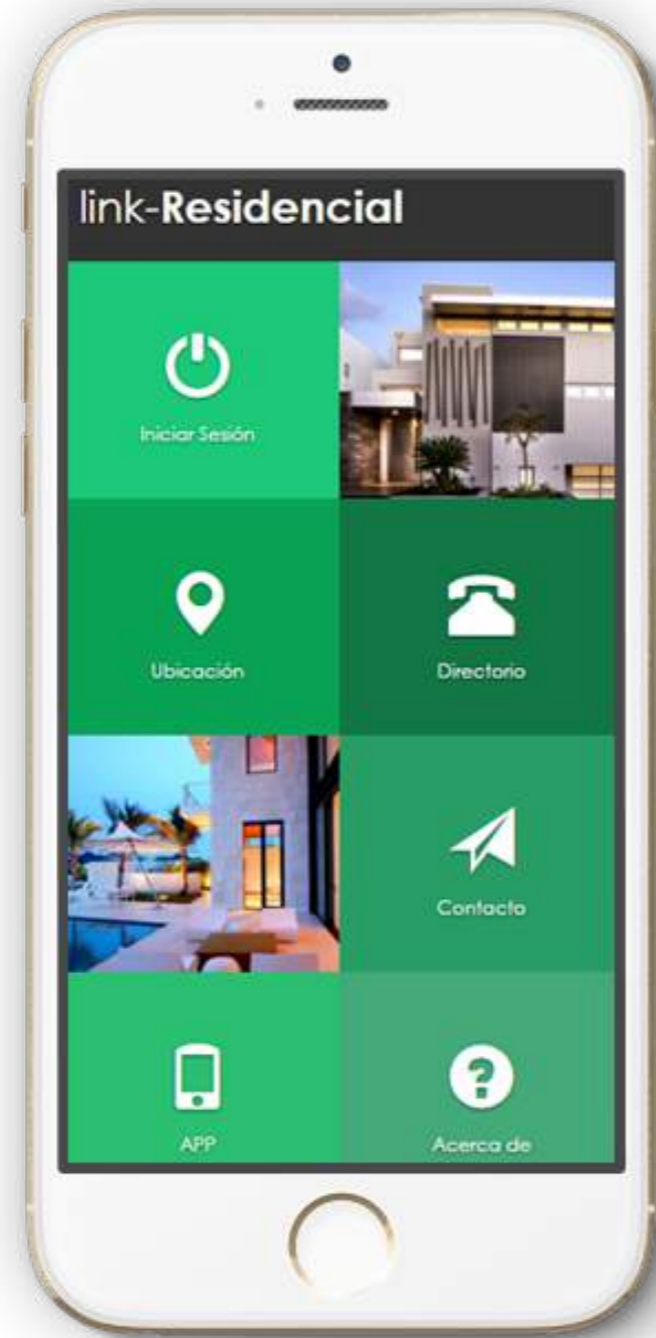 link-Residencial
Iniciar Sesión
Ubicación
Directorio
Contacto
APP
Acerca de